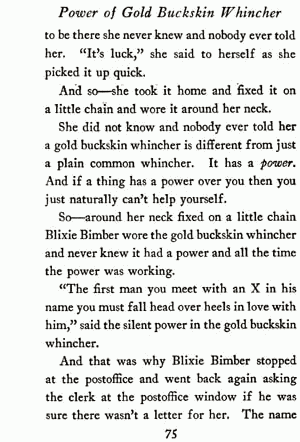 Power of Gold Buckskin Whincher
to be there she never knew and nobody ever told
her. "It's luck," she said to herself as she
picked it up quick.
And so—she took it home and fixed it on
a little chain and wore it around her neck.
She did not know and nobody ever told her
a gold buckskin whincher is different from just
a plain common whincher. It has a power.
And if a thing has a power over you then you
just naturally can't help yourself.
So—around her neck fixed on a little chain
Blixie Bimber wore the gold buckskin whincher
and never knew it had a power and all the time
the power was working.
"The first man you meet with an X in his
name you must fall head over heels in love with
him," said the silent power in the gold buckskin
whincher.
And that was why Blixie Bimber stopped
at the postoffice and went back again asking
the clerk at the postoffice window if he was
sure there wasn't a letter for her. The name
75